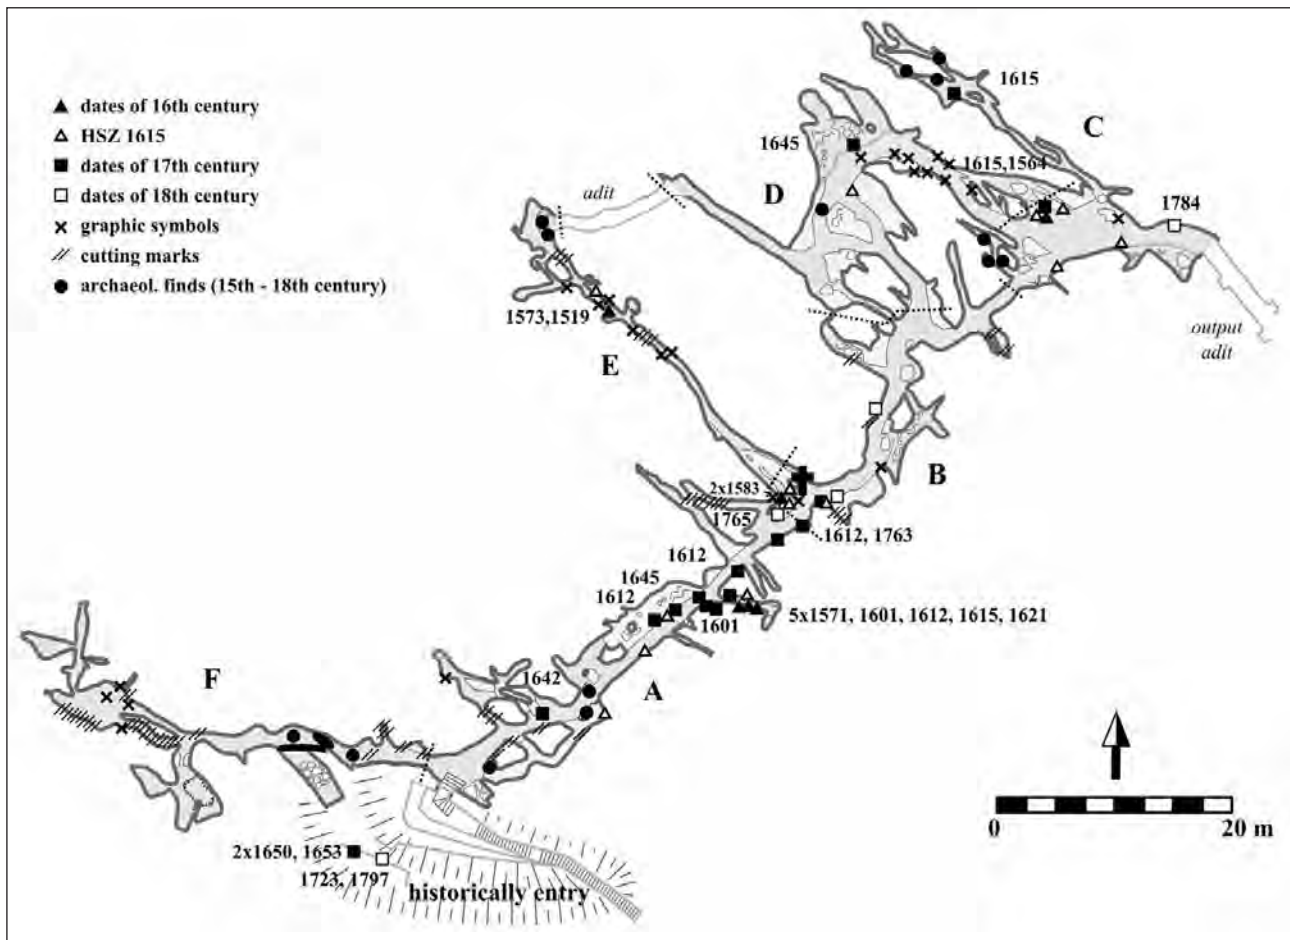 dates of 16th century
HSZ 1615
dates of 17th century
dates of 18th century
graphic symbols
cutting marks
archaeol. finds (15th - 18th century)
1615
C
1645
1615,1564
D
adit
1784
1573,1519
output
adit
E
B
2x1583
1765
1612, 1763
1612
1645
1612
1601
5x1571, 1601, 1612, 1615, 1621
F
1642
A
0
20 m
2x1650, 1653
1723, 1797
historically entry